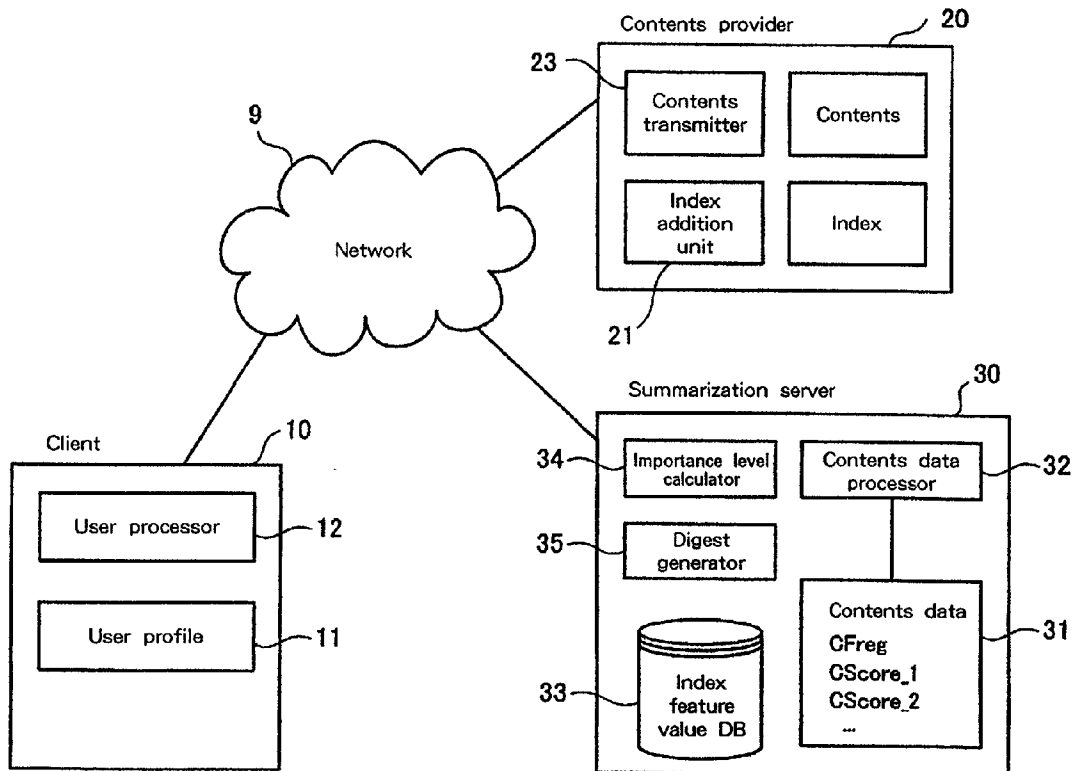 Contents provider
20
23
Contents
transmitter
Contents
Index
addition
unit
Index
21
9
Network
Summarization server
30
34
Importance level
calculator
Contents data
processor
32
35
Digest
generator
Contents data
CFreg
CScore_1
CScore_2
...
31
33
Index
feature
value DB
Client
10
User processor
12
User profile
11